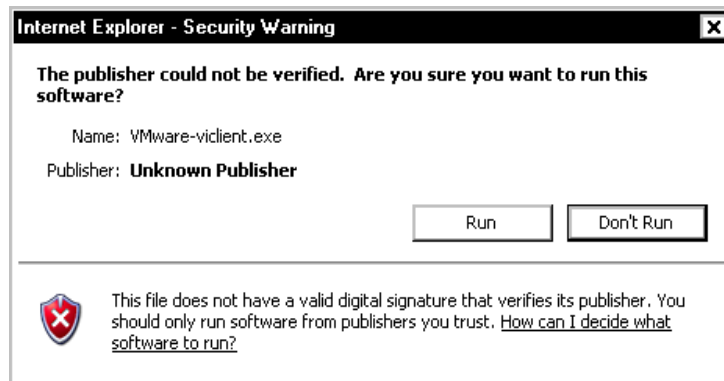 Internet Explorer - Security Warning
The publisher could not be verified.  Are you sure you want to run this
software?
Name: VMware-viclient.exe
Publisher: Unknown Publisher
Run
Don't Run
This file does not have a valid digital signature that verifies its publisher. You
should only run software from publishers you trust. How can I decide what
software to run?